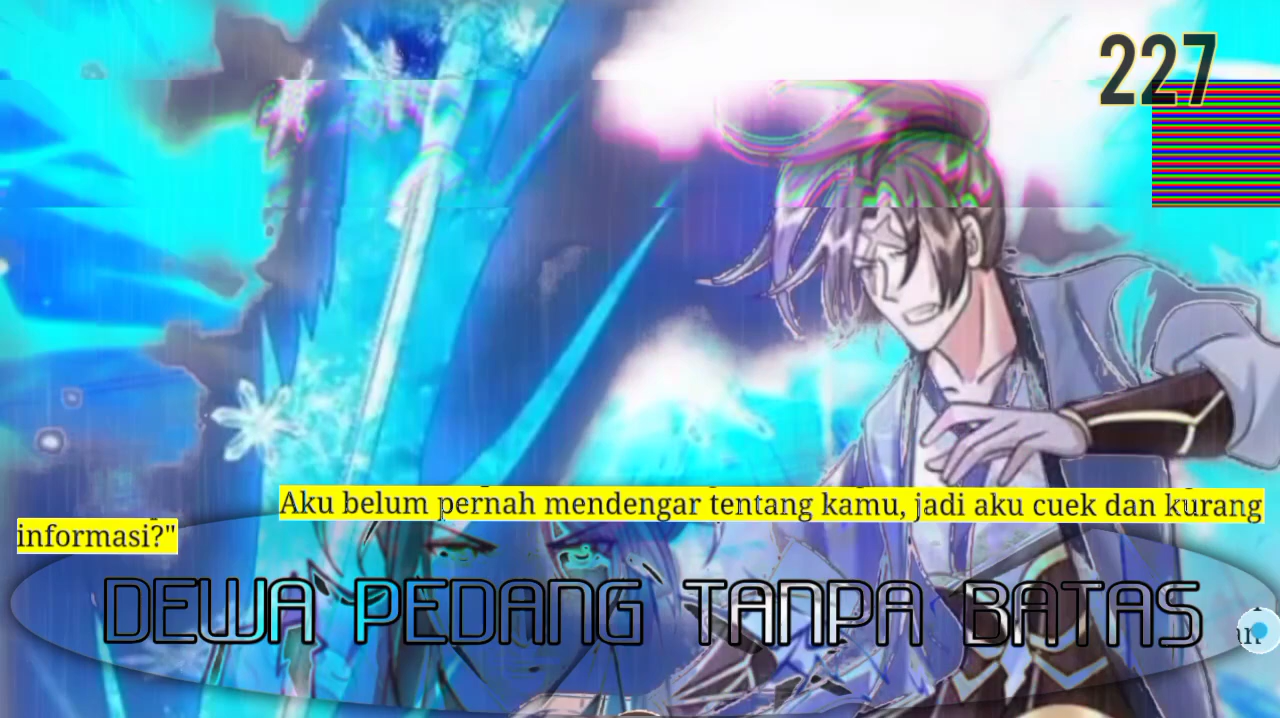 227
Aku belum pernah mendengar tentang kamu, jadi aku cuek dan kurang
informasi?"
DEWA PEDANG TANPA BATAS